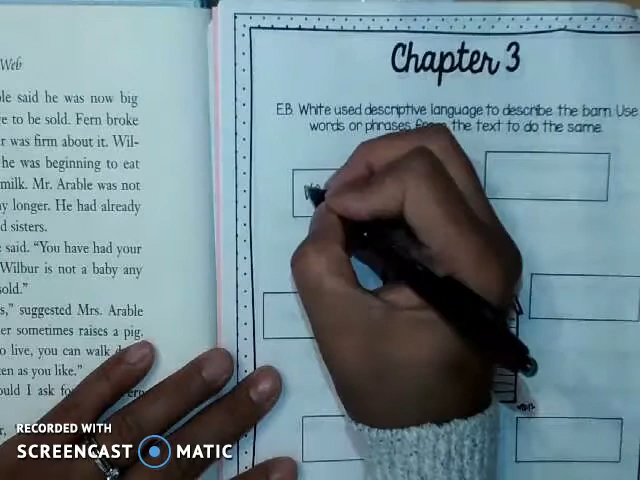 Web
ble said he was now big
e to be sold. Fern broke
r was firm about it. Wil-
he was beginning to eat
milk. Mr. Arable was not
ny longer. He had already
d sisters.
said. "You have had your
Wilbur is not a baby any
sold."
s," suggested Mrs. Arable
er sometimes raises a pig.
o live, you can walk
en as you like."
ould I ask
Chapter 3
E.B. White used descriptive language to describe the barn. Use
words or phrases from the text to do the same.
RECORDED WITH
SCREENCAST MATIC